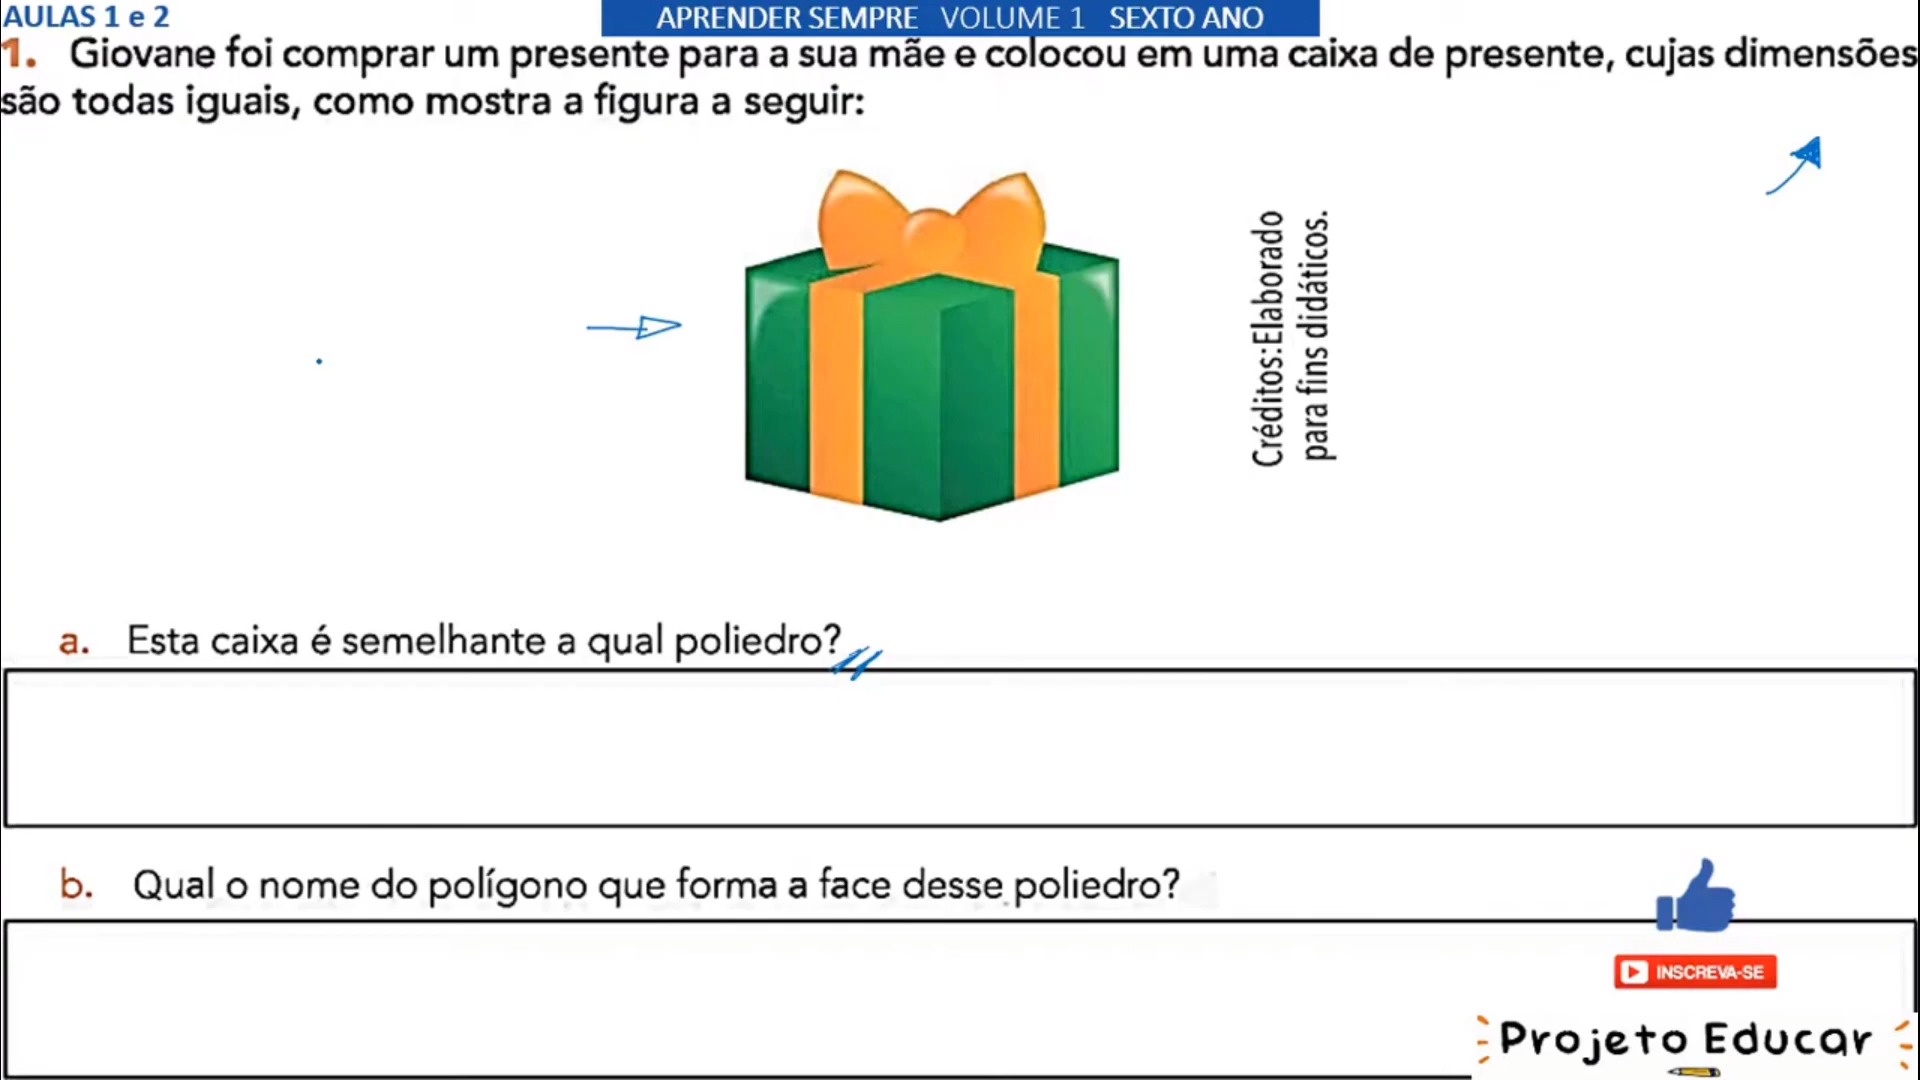 AULAS 1 e 2
APRENDER SEMPRE VOLUME 1 SEXTO ANO
1. Giovane foi comprar um presente para a sua mãe e colocou em uma caixa de presente, cujas dimensões
são todas iguais, como mostra a figura a seguir:
Créditos:Elaborado
para fins didáticos.
a. Esta caixa é semelhante a qual poliedro?
b. Qual o nome do polígono que forma a face desse poliedro?
INSCREVA-SE
Projeto Educar